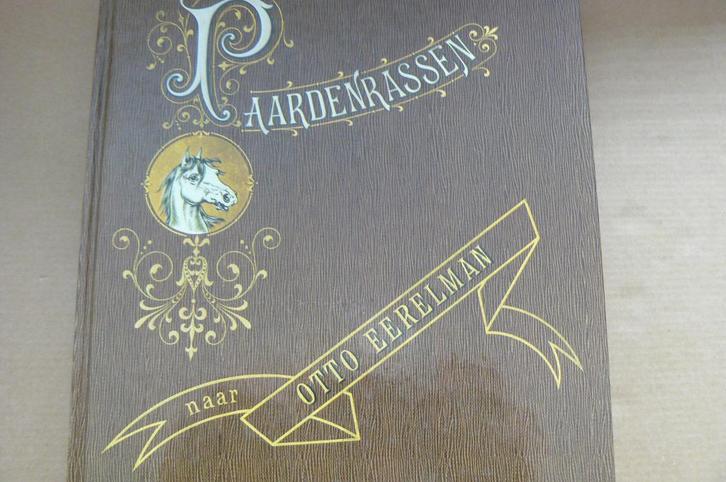 PAARDENRASSEN
naar OTTO EERELMAN